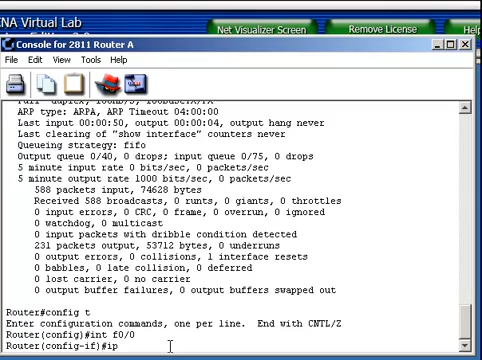 CNA Virtual Lab
Net Visualizer Screen
Remove License
Help
Console for 2811 Router A
File Edit View Tools Help
ARP type: ARPA, ARP Timeout 04:00:00
Last input 00:00:50, output 00:00:04, output hang never
Last clearing of "show interface" counters never
Queueing strategy: fifo
Output queue 0/40, 0 drops; input queue 0/75, 0 drops
5 minute input rate 0 bits/sec, 0 packets/sec
5 minute output rate 1000 bits/sec, 0 packets/sec
588 packets input, 74628 bytes
Received 588 broadcasts, 0 runts, 0 giants, 0 throttles
0 input errors, 0 CRC, 0 frame, 0 overrun, 0 ignored
0 watchdog, 0 multicast
0 input packets with dribble condition detected
231 packets output, 53712 bytes, 0 underruns
0 output errors, 0 collisions, 1 interface resets
0 babbles, 0 late collision, 0 deferred
0 lost carrier, 0 no carrier
0 output buffer failures, 0 output buffers swapped out
Router#config t
Enter configuration commands, one per line. End with CNTL/Z
Router(config)#int f0/0
Router(config-if)#ip